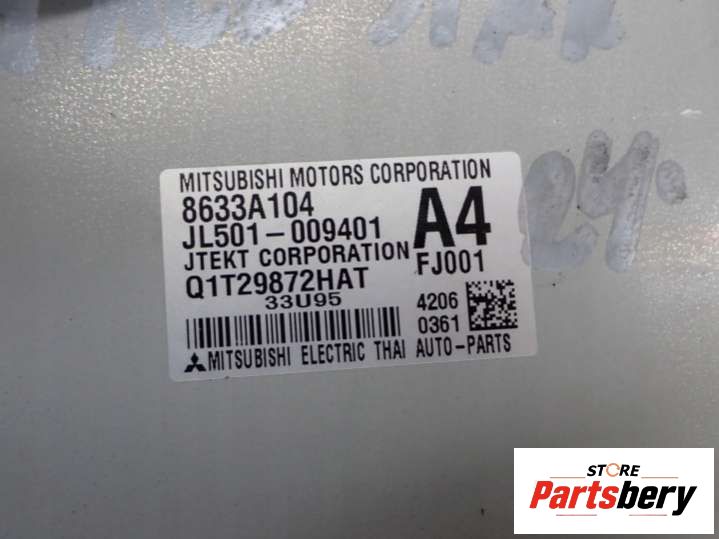 MITSUBISHI MOTORS CORPORATION
8633A104
JL501-009401
A4
JTEKT CORPORATION
FJ001
Q1T29872HAT
33U95
4206
0361
MITSUBISHI ELECTRIC THAI AUTO-PARTS
24.
STORE
Partsbery